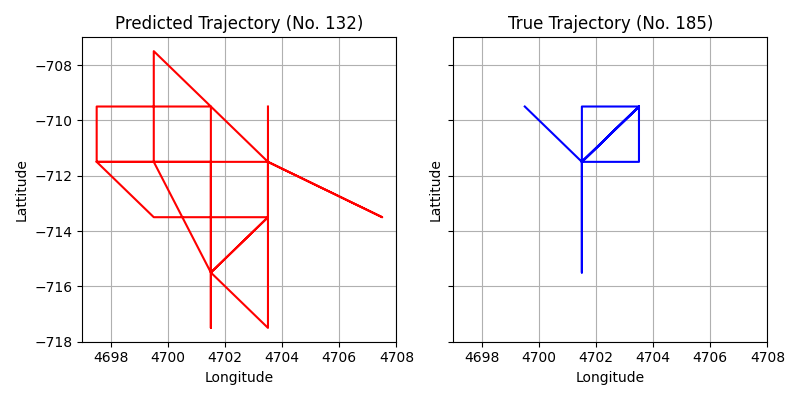 Predicted Trajectory (No. 132)
True Trajectory (No. 185)
−708
−710
−712
−714
−716
−718
Lattitude
Lattitude
4698 4700 4702 4704 4706 4708
4698 4700 4702 4704 4706 4708
Longitude
Longitude